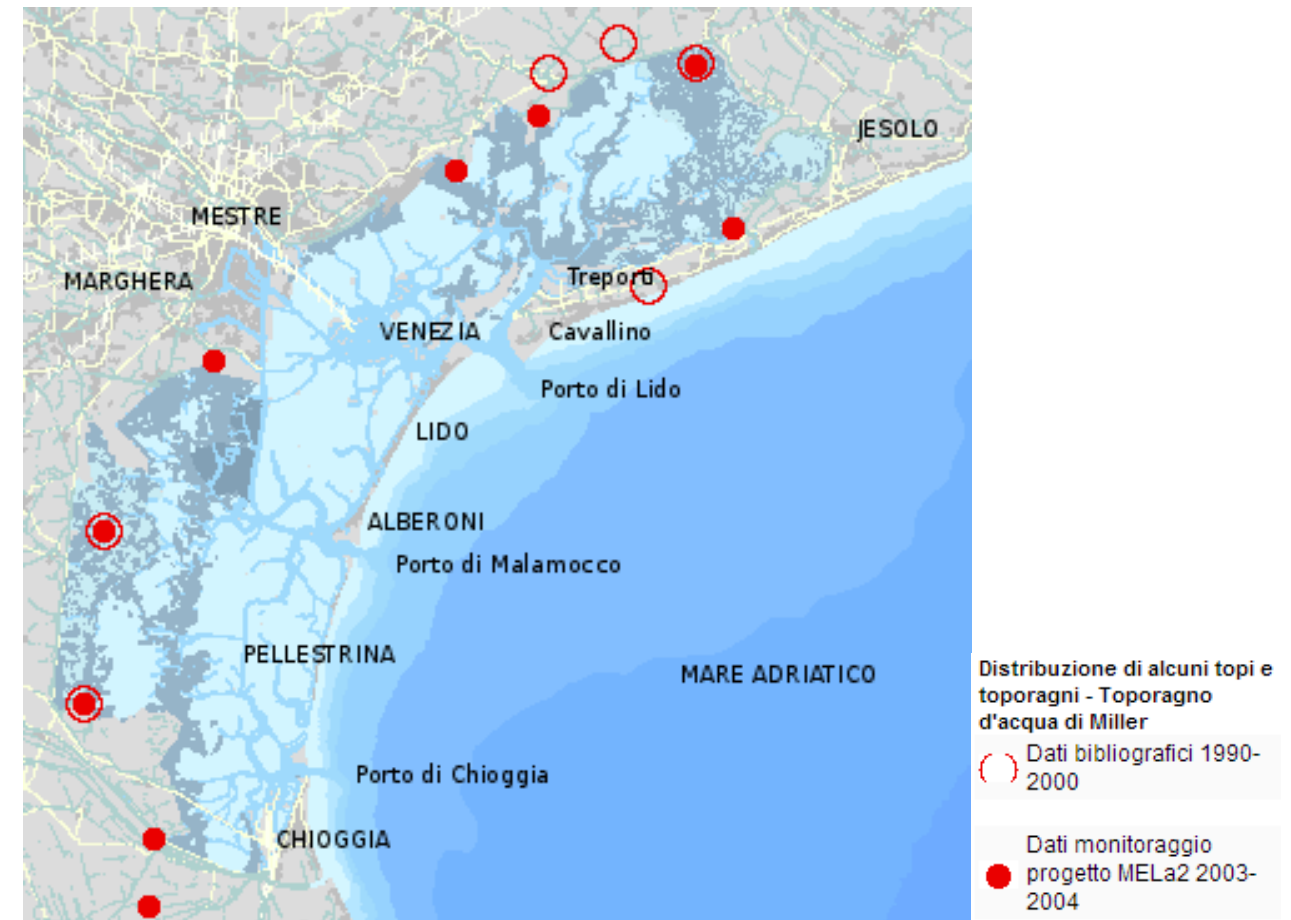 JESOLO
MESTRE
MARGHERA
Treporti
VENEZIA
Cavallino
Porto di Lido
LIDO
ALBERONI
Porto di Malamocco
PELLESTRINA
MARE ADRIATICO
Porto di Chioggia
CHIOGGIA
Distribuzione di alcuni topi e
toporagni - Toporagno
d'acqua di Miller
Dati bibliografici 1990-
2000
Dati monitoraggio
progetto MELa2 2003-
2004